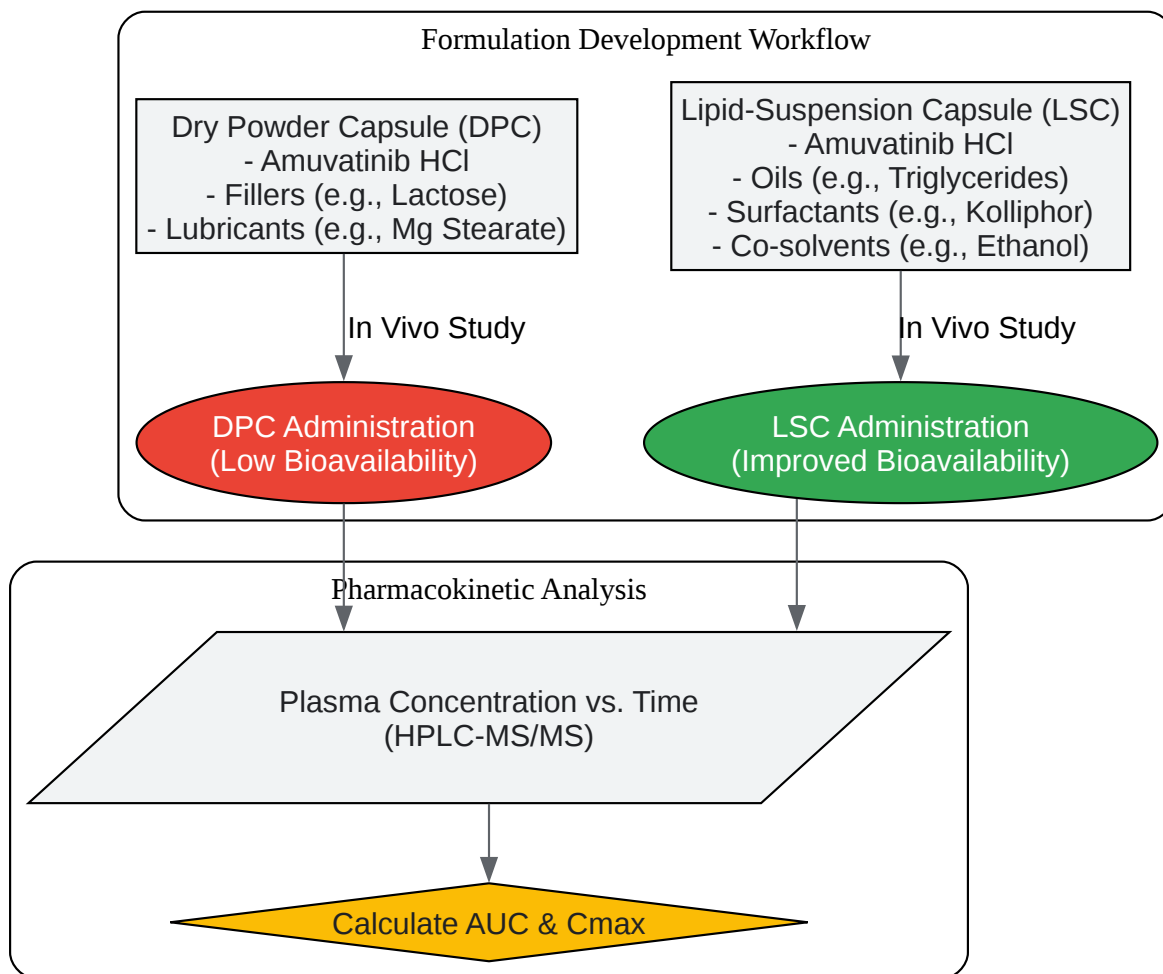 Formulation Development Workflow
Dry Powder Capsule (DPC)
- Amuvatinib HCl
- Fillers (e.g., Lactose)
- Lubricants (e.g., Mg Stearate)
Lipid-Suspension Capsule (LSC)
- Amuvatinib HCl
- Oils (e.g., Triglycerides)
- Surfactants (e.g., Kolliphor)
- Co-solvents (e.g., Ethanol)
In Vivo Study
In Vivo Study
DPC Administration
(Low Bioavailability)
LSC Administration
(Improved Bioavailability)
Pharmacokinetic Analysis
Plasma Concentration vs. Time
(HPLC-MS/MS)
Calculate AUC & Cmax